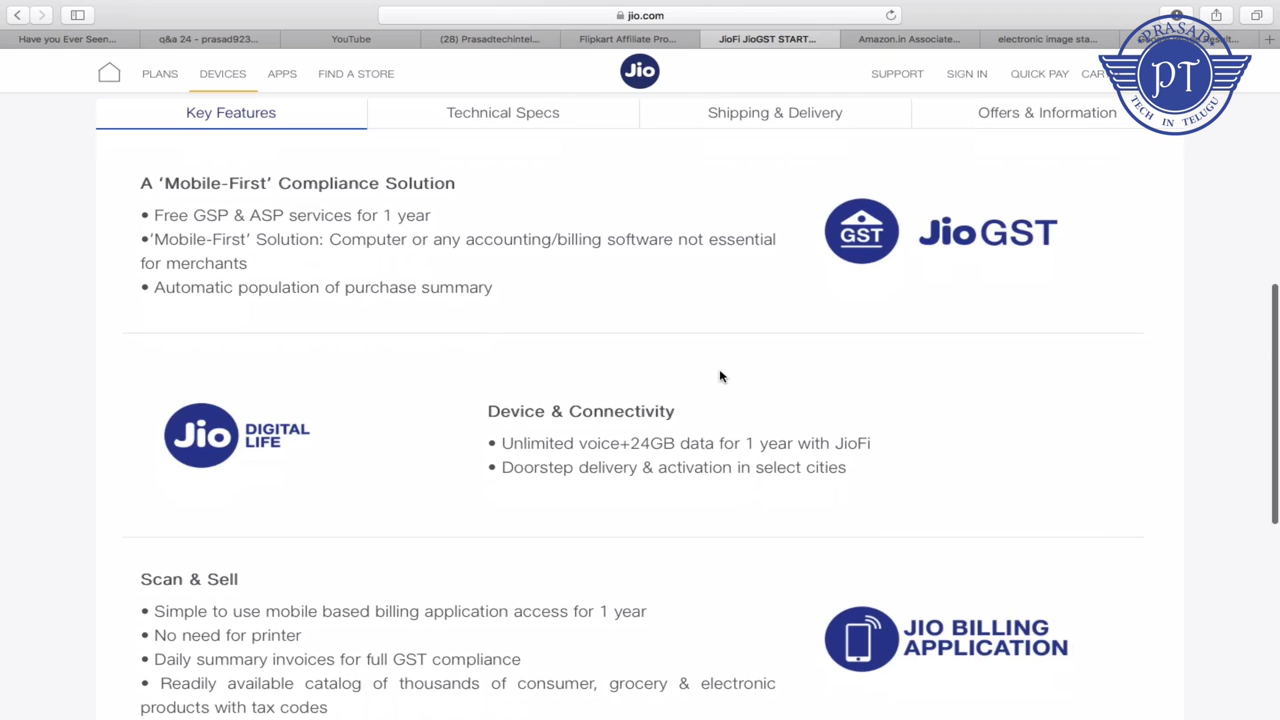 jio.com
Have you Ever Seen...
q&a 24 - prasad923...
YouTube
(28) Prasadtechintel...
Flipkart Affiliate Pro...
JioFi JioGST START...
Amazon.in Associate...
electronic image sta...
PRASAD
PT
TECH IN TELUGU
PLANS
DEVICES
APPS
FIND A STORE
Jio
SUPPORT
SIGN IN
QUICK PAY
Key Features
Technical Specs
Shipping & Delivery
Offers & Information
A ‘Mobile-First’ Compliance Solution
• Free GSP & ASP services for 1 year
•’Mobile-First’ Solution: Computer or any accounting/billing software not essential
for merchants
• Automatic population of purchase summary
GST
JioGST
Jio
DIGITAL
LIFE
Device & Connectivity
• Unlimited voice+24GB data for 1 year with JioFi
• Doorstep delivery & activation in select cities
Scan & Sell
• Simple to use mobile based billing application access for 1 year
• No need for printer
• Daily summary invoices for full GST compliance
• Readily available catalog of thousands of consumer, grocery & electronic
products with tax codes
JIO BILLING
APPLICATION